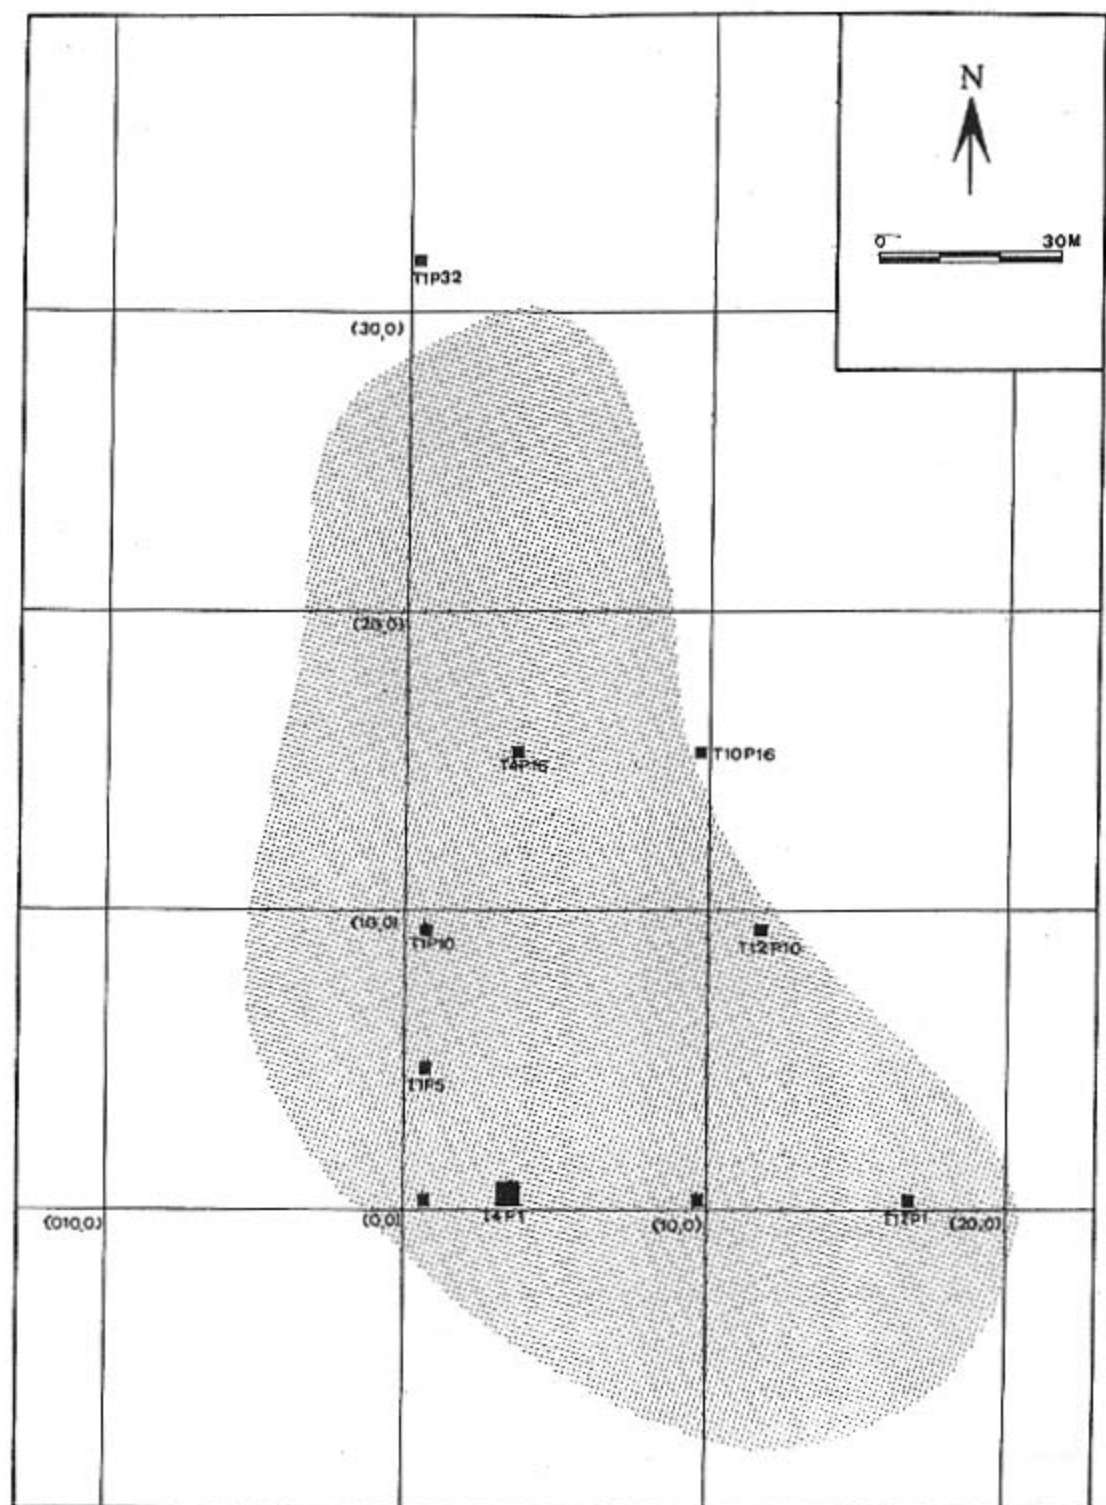 N
0 30M
T1P32
(30,0)
(20,0)
T4P16
T10P16
(10,0)
T1P10
T12P10
T1P5
(010,0)
(0,0)
T4P1
(10,0)
T17P1
(20,0)